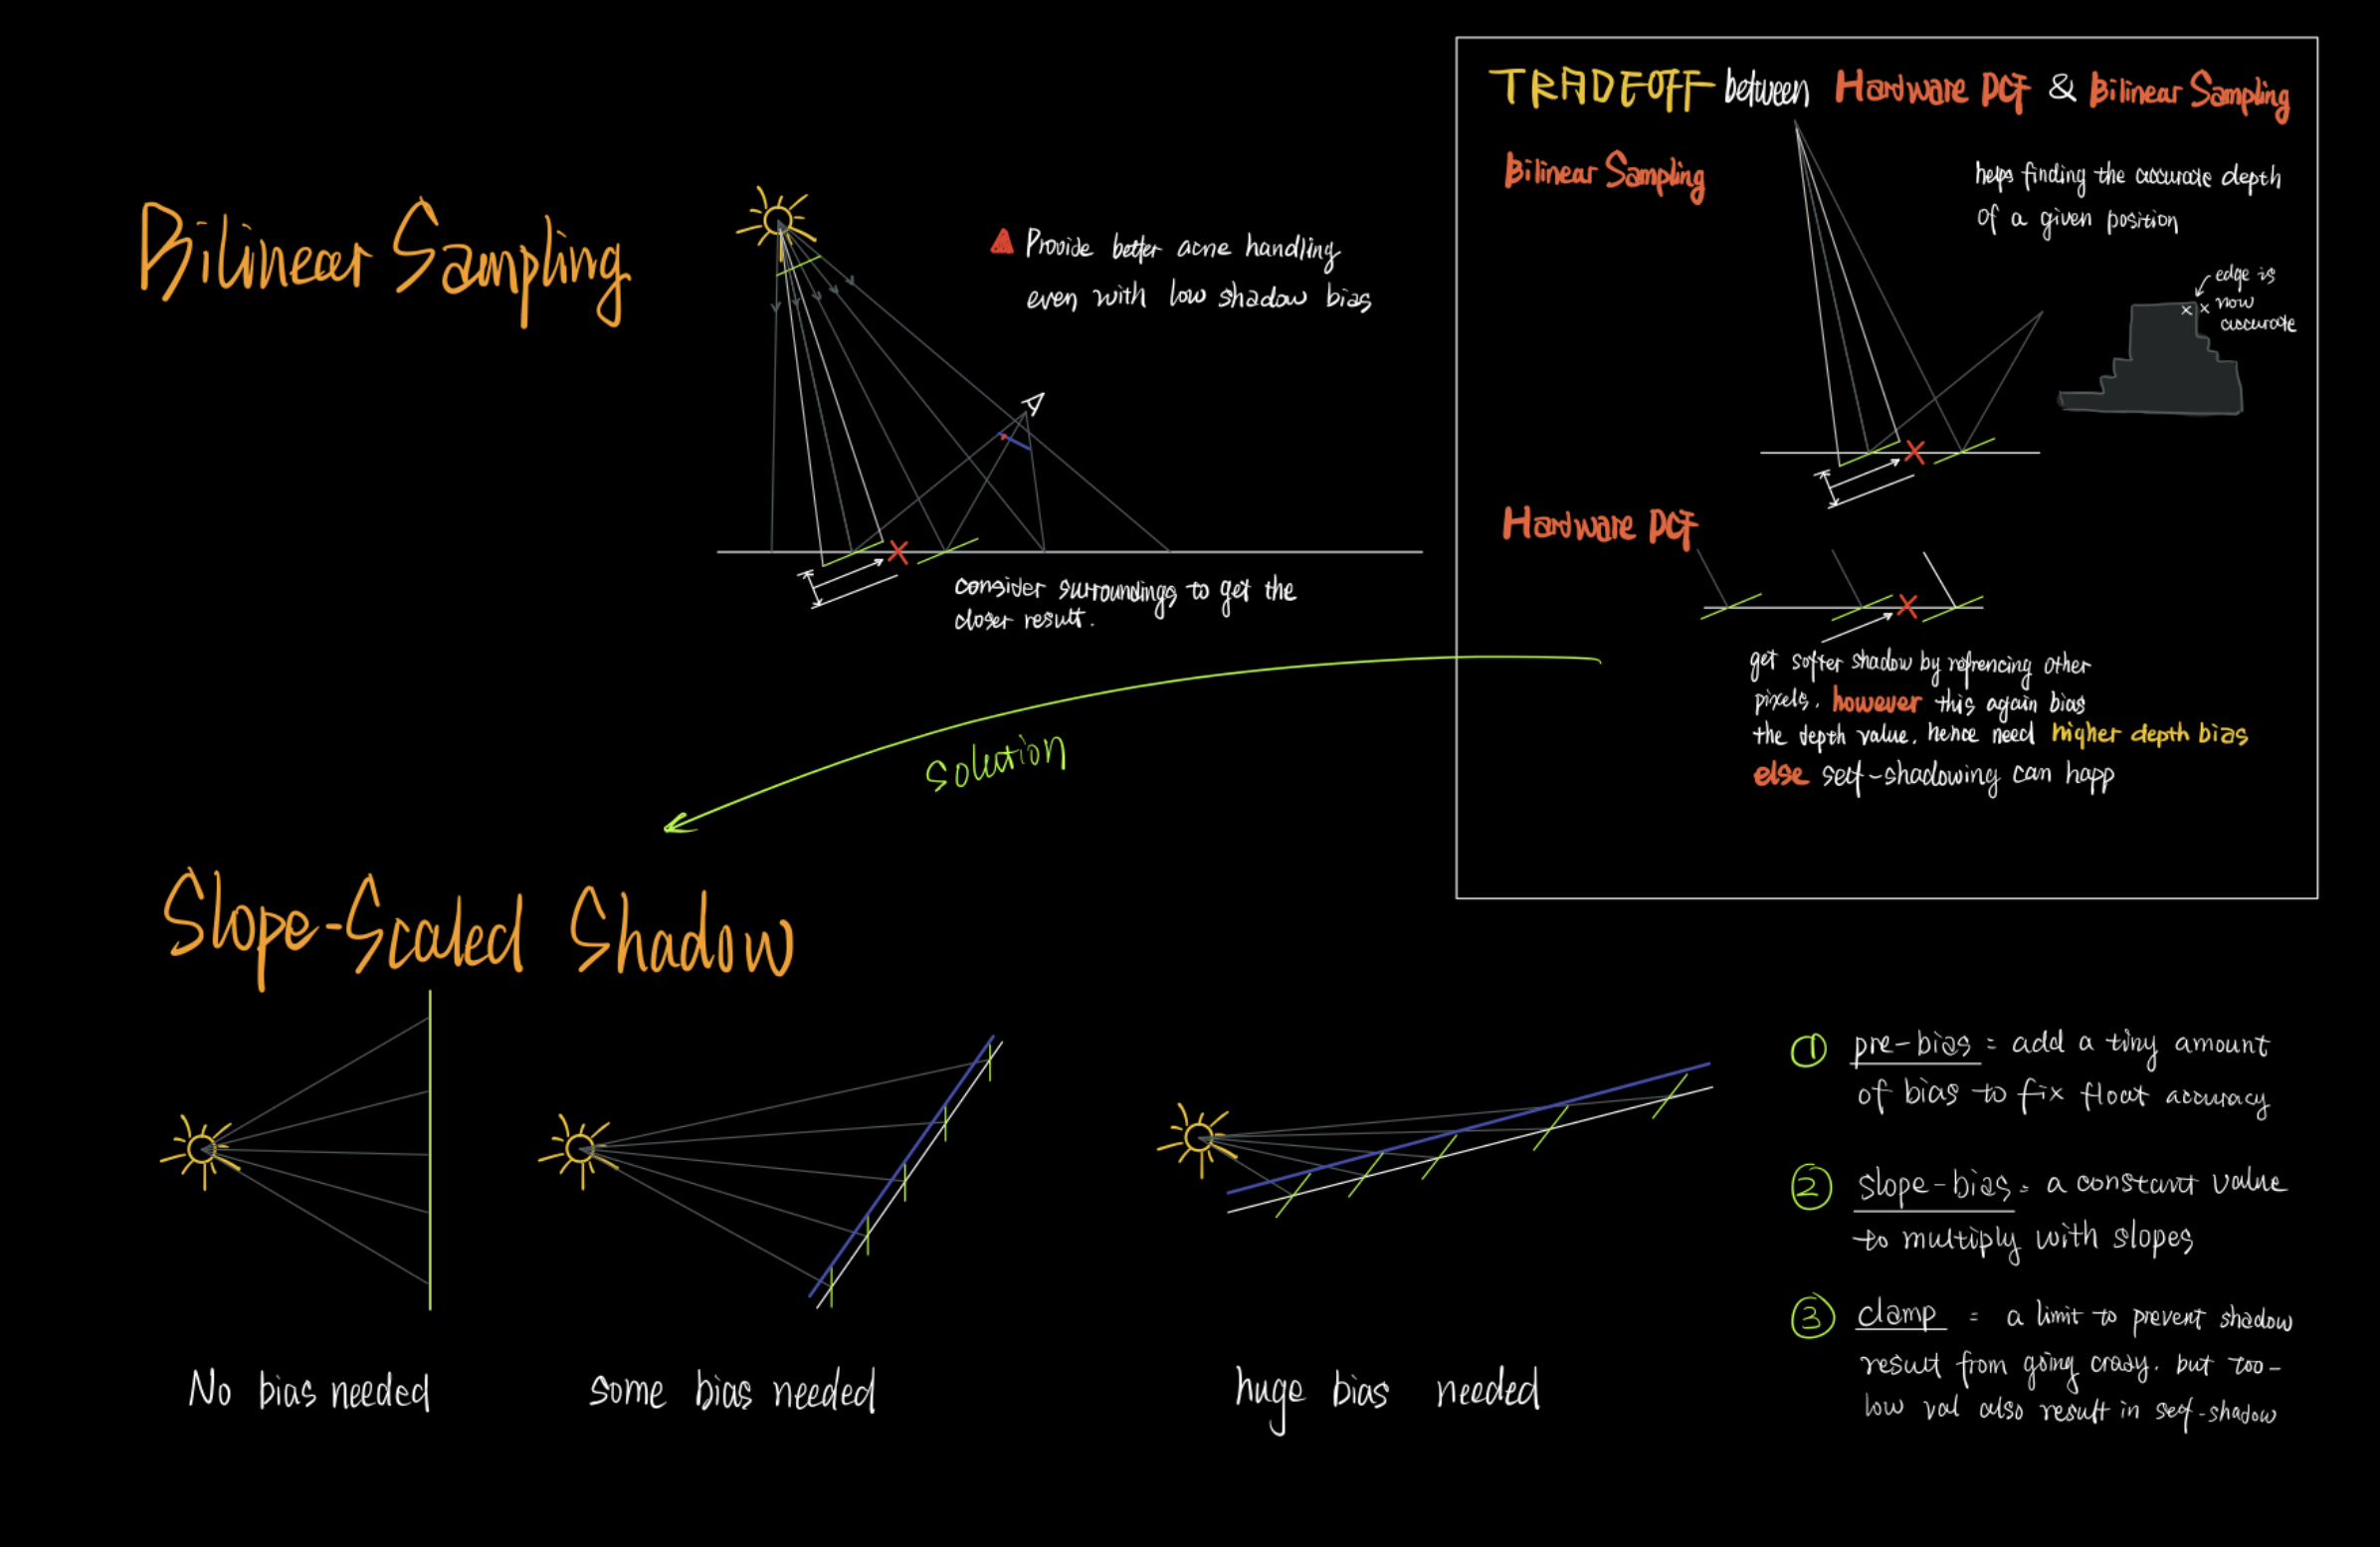 Bilinear Sampling
Provide better acne handling
even with low shadow bias
consider surroundings to get the
closer result.
TRADEOFF between Hardware PCF & Bilinear Sampling
Bilinear Sampling
helps finding the accurate depth
of a given position
edge is
now
accurate
Hardware PCF
get softer shadow by refrencing other
pixels. however this again bias
the depth value. hence need higher depth bias
else self-shadowing can happ
solution
Slope-Scaled Shadow
No bias needed
some bias needed
huge bias needed
1 pre-bias = add a tiny amount
of bias to fix float accuracy
2 slope-bias = a constant value
to multiply with slopes
3 clamp = a limit to prevent shadow
result from going crazy. but too-
low val also result in self-shadow